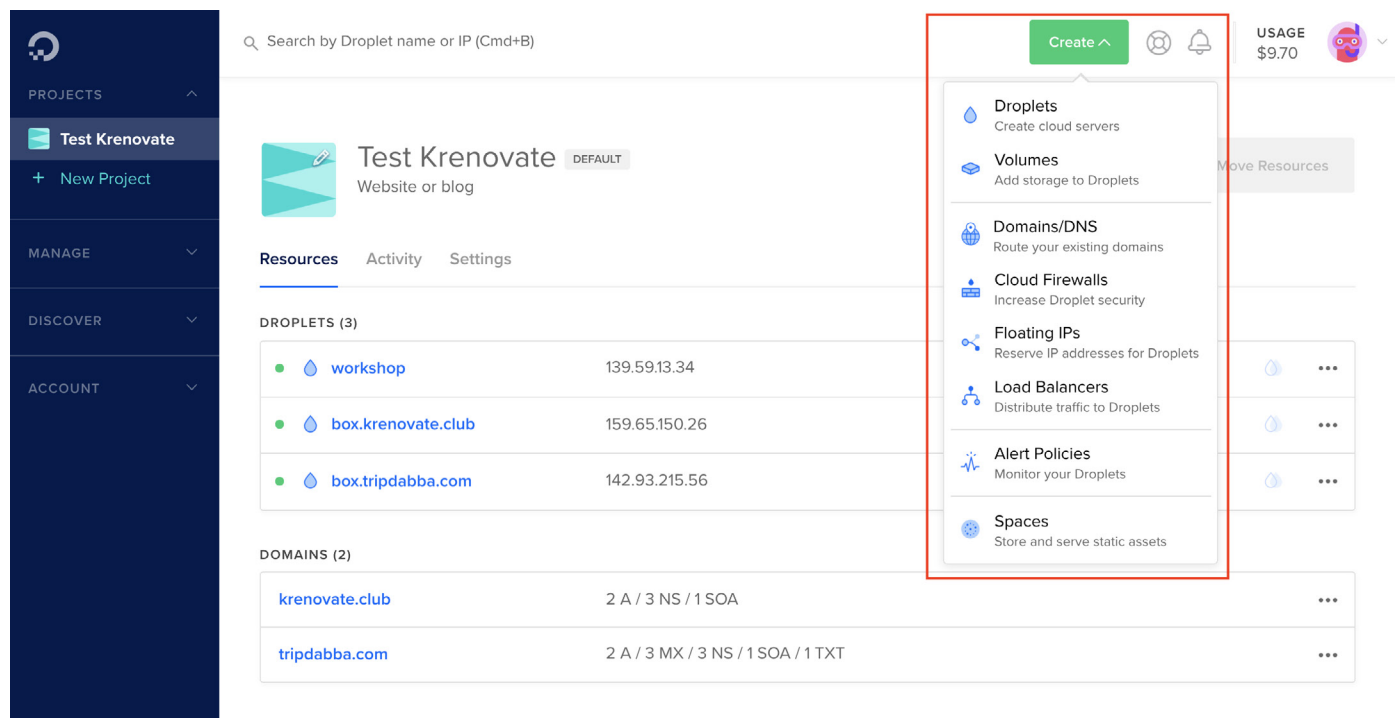 Search by Droplet name or IP (Cmd+B)
Create
USAGE
$9.70
PROJECTS
Test Krenovate
+ New Project
MANAGE
DISCOVER
ACCOUNT
Test Krenovate DEFAULT
Website or blog
Move Resources
Resources Activity Settings
DROPLETS (3)
workshop 139.59.13.34
box.krenovate.club 159.65.150.26
box.tripdabba.com 142.93.215.56
DOMAINS (2)
krenovate.club 2 A / 3 NS / 1 SOA
tripdabba.com 2 A / 3 MX / 3 NS / 1 SOA / 1 TXT
Droplets
Create cloud servers
Volumes
Add storage to Droplets
Domains/DNS
Route your existing domains
Cloud Firewalls
Increase Droplet security
Floating IPs
Reserve IP addresses for Droplets
Load Balancers
Distribute traffic to Droplets
Alert Policies
Monitor your Droplets
Spaces
Store and serve static assets